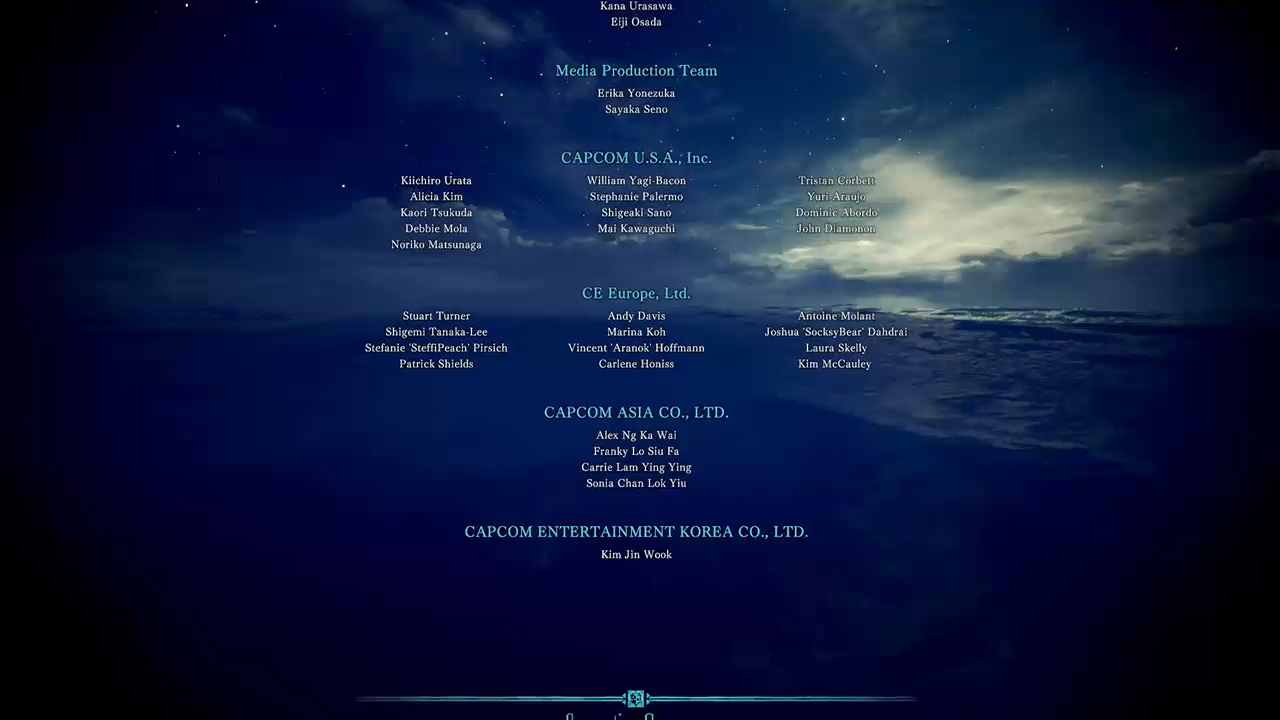 Kana Urasawa
Eiji Osada
Media Production Team
Erika Yonezuka
Sayaka Seno
CAPCOM U.S.A., Inc.
Kiichiro Urata William Yagi-Bacon Tristan Corbett
Alicia Kim Stephanie Palermo Yuri Araujo
Kaori Tsukuda Shigeaki Sano Dominic Abordo
Debbie Mola Mai Kawaguchi John Diamonon
Noriko Matsunaga
CE Europe, Ltd.
Stuart Turner Andy Davis Antoine Molant
Shigemi Tanaka-Lee Marina Koh Joshua 'SocksyBear' Dahdrai
Stefanie 'SteffiPeach' Pirsich Vincent 'Aranok' Hoffmann Laura Skelly
Patrick Shields Carlene Honiss Kim McCauley
CAPCOM ASIA CO., LTD.
Alex Ng Ka Wai
Franky Lo Siu Fa
Carrie Lam Ying Ying
Sonia Chan Lok Yiu
CAPCOM ENTERTAINMENT KOREA CO., LTD.
Kim Jin Wook